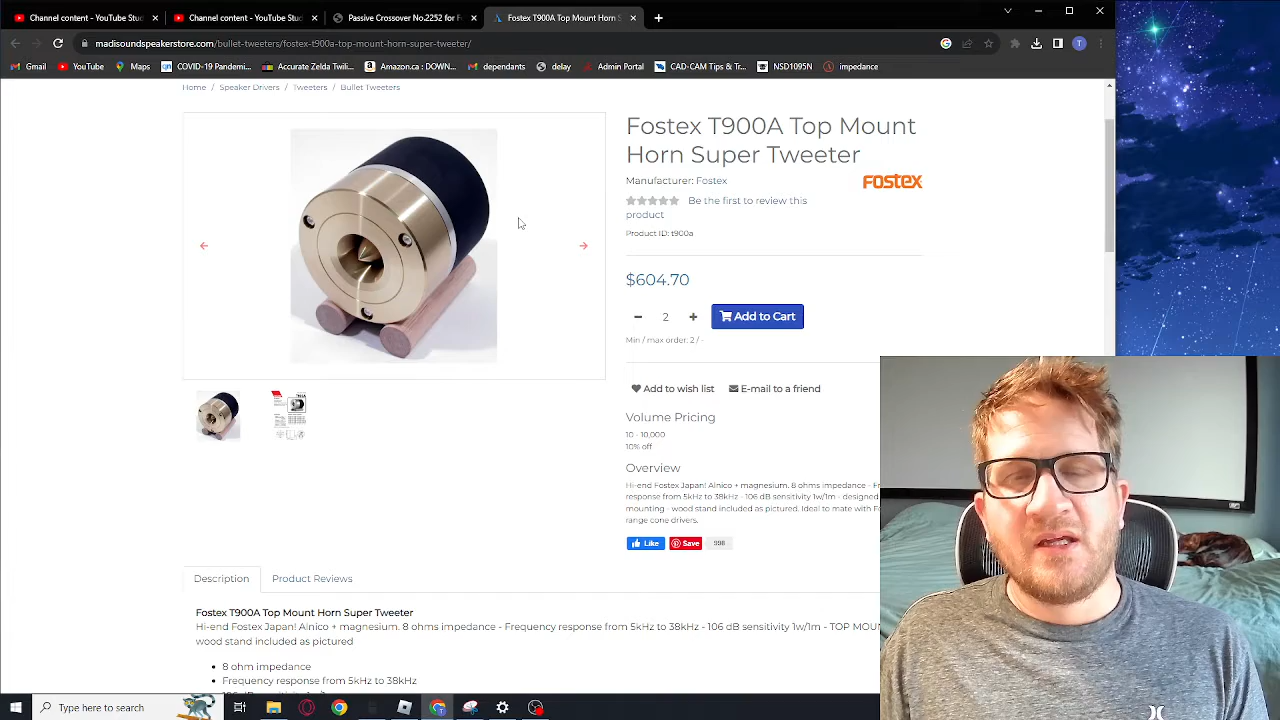 Channel content - YouTube Stud
Channel content - YouTube Stud
Passive Crossover No.2252 for F
Fostex T900A Top Mount Horn S
madisoundspeakerstore.com/bullet-tweeters/fostex-t900a-top-mount-horn-super-tweeter/
T
Gmail
YouTube
Maps
COVID-19 Pandemic...
Accurate Zelda Twili...
Amazon.ca : DOWN...
dependants
delay
Admin Portal
CAD-CAM Tips & Tr...
NSD1095N
impedance
Home / Speaker Drivers / Tweeters / Bullet Tweeters
Fostex T900A Top Mount
Horn Super Tweeter
Manufacturer: Fostex
Fostex
Be the first to review this
product
Product ID: t900a
$604.70
2
Add to Cart
Min / max order: 2 / -
Add to wish list
E-mail to a friend
Volume Pricing
10 - 10,000
10% off
Overview
Hi-end Fostex Japan! Alnico + magnesium. 8 ohms impedance - Fr
response from 5kHz to 38kHz - 106 dB sensitivity 1w/1m - designed
mounting - wood stand included as pictured. Ideal to mate with Fo
range cone drivers.
Like
Save
998
Description
Product Reviews
Fostex T900A Top Mount Horn Super Tweeter
Hi-end Fostex Japan! Alnico + magnesium. 8 ohms impedance - Frequency response from 5kHz to 38kHz - 106 dB sensitivity 1w/1m - TOP MOUN
wood stand included as pictured
8 ohm impedance
Frequency response from 5kHz to 38kHz
Type here to search